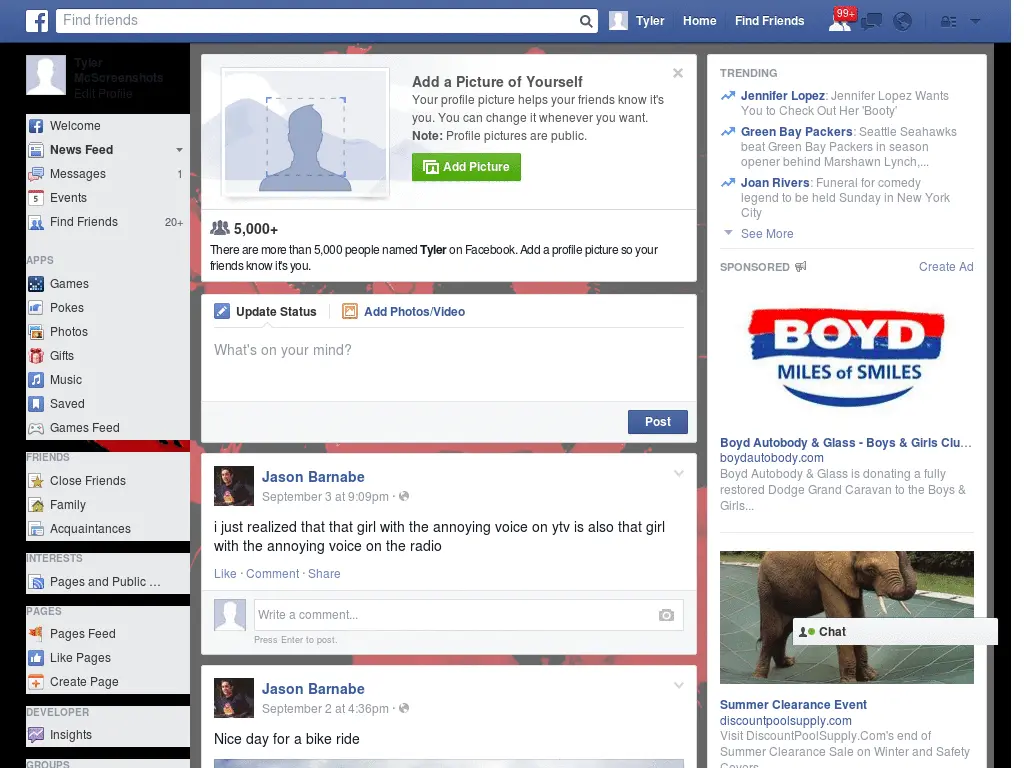 Find friends
Tyler
Home
Find Friends
99+
Tyler
McScreenshots
Edit Profile
Welcome
News Feed
Messages 1
5 Events
Find Friends 20+
APPS
Games
Pokes
Photos
Gifts
Music
Saved
Games Feed
FRIENDS
Close Friends
Family
Acquaintances
INTERESTS
Pages and Public ...
PAGES
Pages Feed
Like Pages
Create Page
DEVELOPER
Insights
GROUPS
Add a Picture of Yourself
Your profile picture helps your friends know it's
you. You can change it whenever you want.
Note: Profile pictures are public.
Add Picture
5,000+
There are more than 5,000 people named Tyler on Facebook. Add a profile picture so your
friends know it's you.
Update Status
Add Photos/Video
What's on your mind?
Post
Jason Barnabe
September 3 at 9:09pm ·
i just realized that that girl with the annoying voice on ytv is also that girl
with the annoying voice on the radio
Like · Comment · Share
Write a comment...
Press Enter to post.
Jason Barnabe
September 2 at 4:36pm ·
Nice day for a bike ride
TRENDING
Jennifer Lopez: Jennifer Lopez Wants
You to Check Out Her 'Booty'
Green Bay Packers: Seattle Seahawks
beat Green Bay Packers in season
opener behind Marshawn Lynch,...
Joan Rivers: Funeral for comedy
legend to be held Sunday in New York
City
See More
SPONSORED
Create Ad
BOYD
MILES of SMILES
Boyd Autobody & Glass - Boys & Girls Clu...
boydautobody.com
Boyd Autobody & Glass is donating a fully
restored Dodge Grand Caravan to the Boys &
Girls...
Chat
Summer Clearance Event
discountpoolsupply.com
Visit DiscountPoolSupply.Com's end of
Summer Clearance Sale on Winter and Safety
Covers